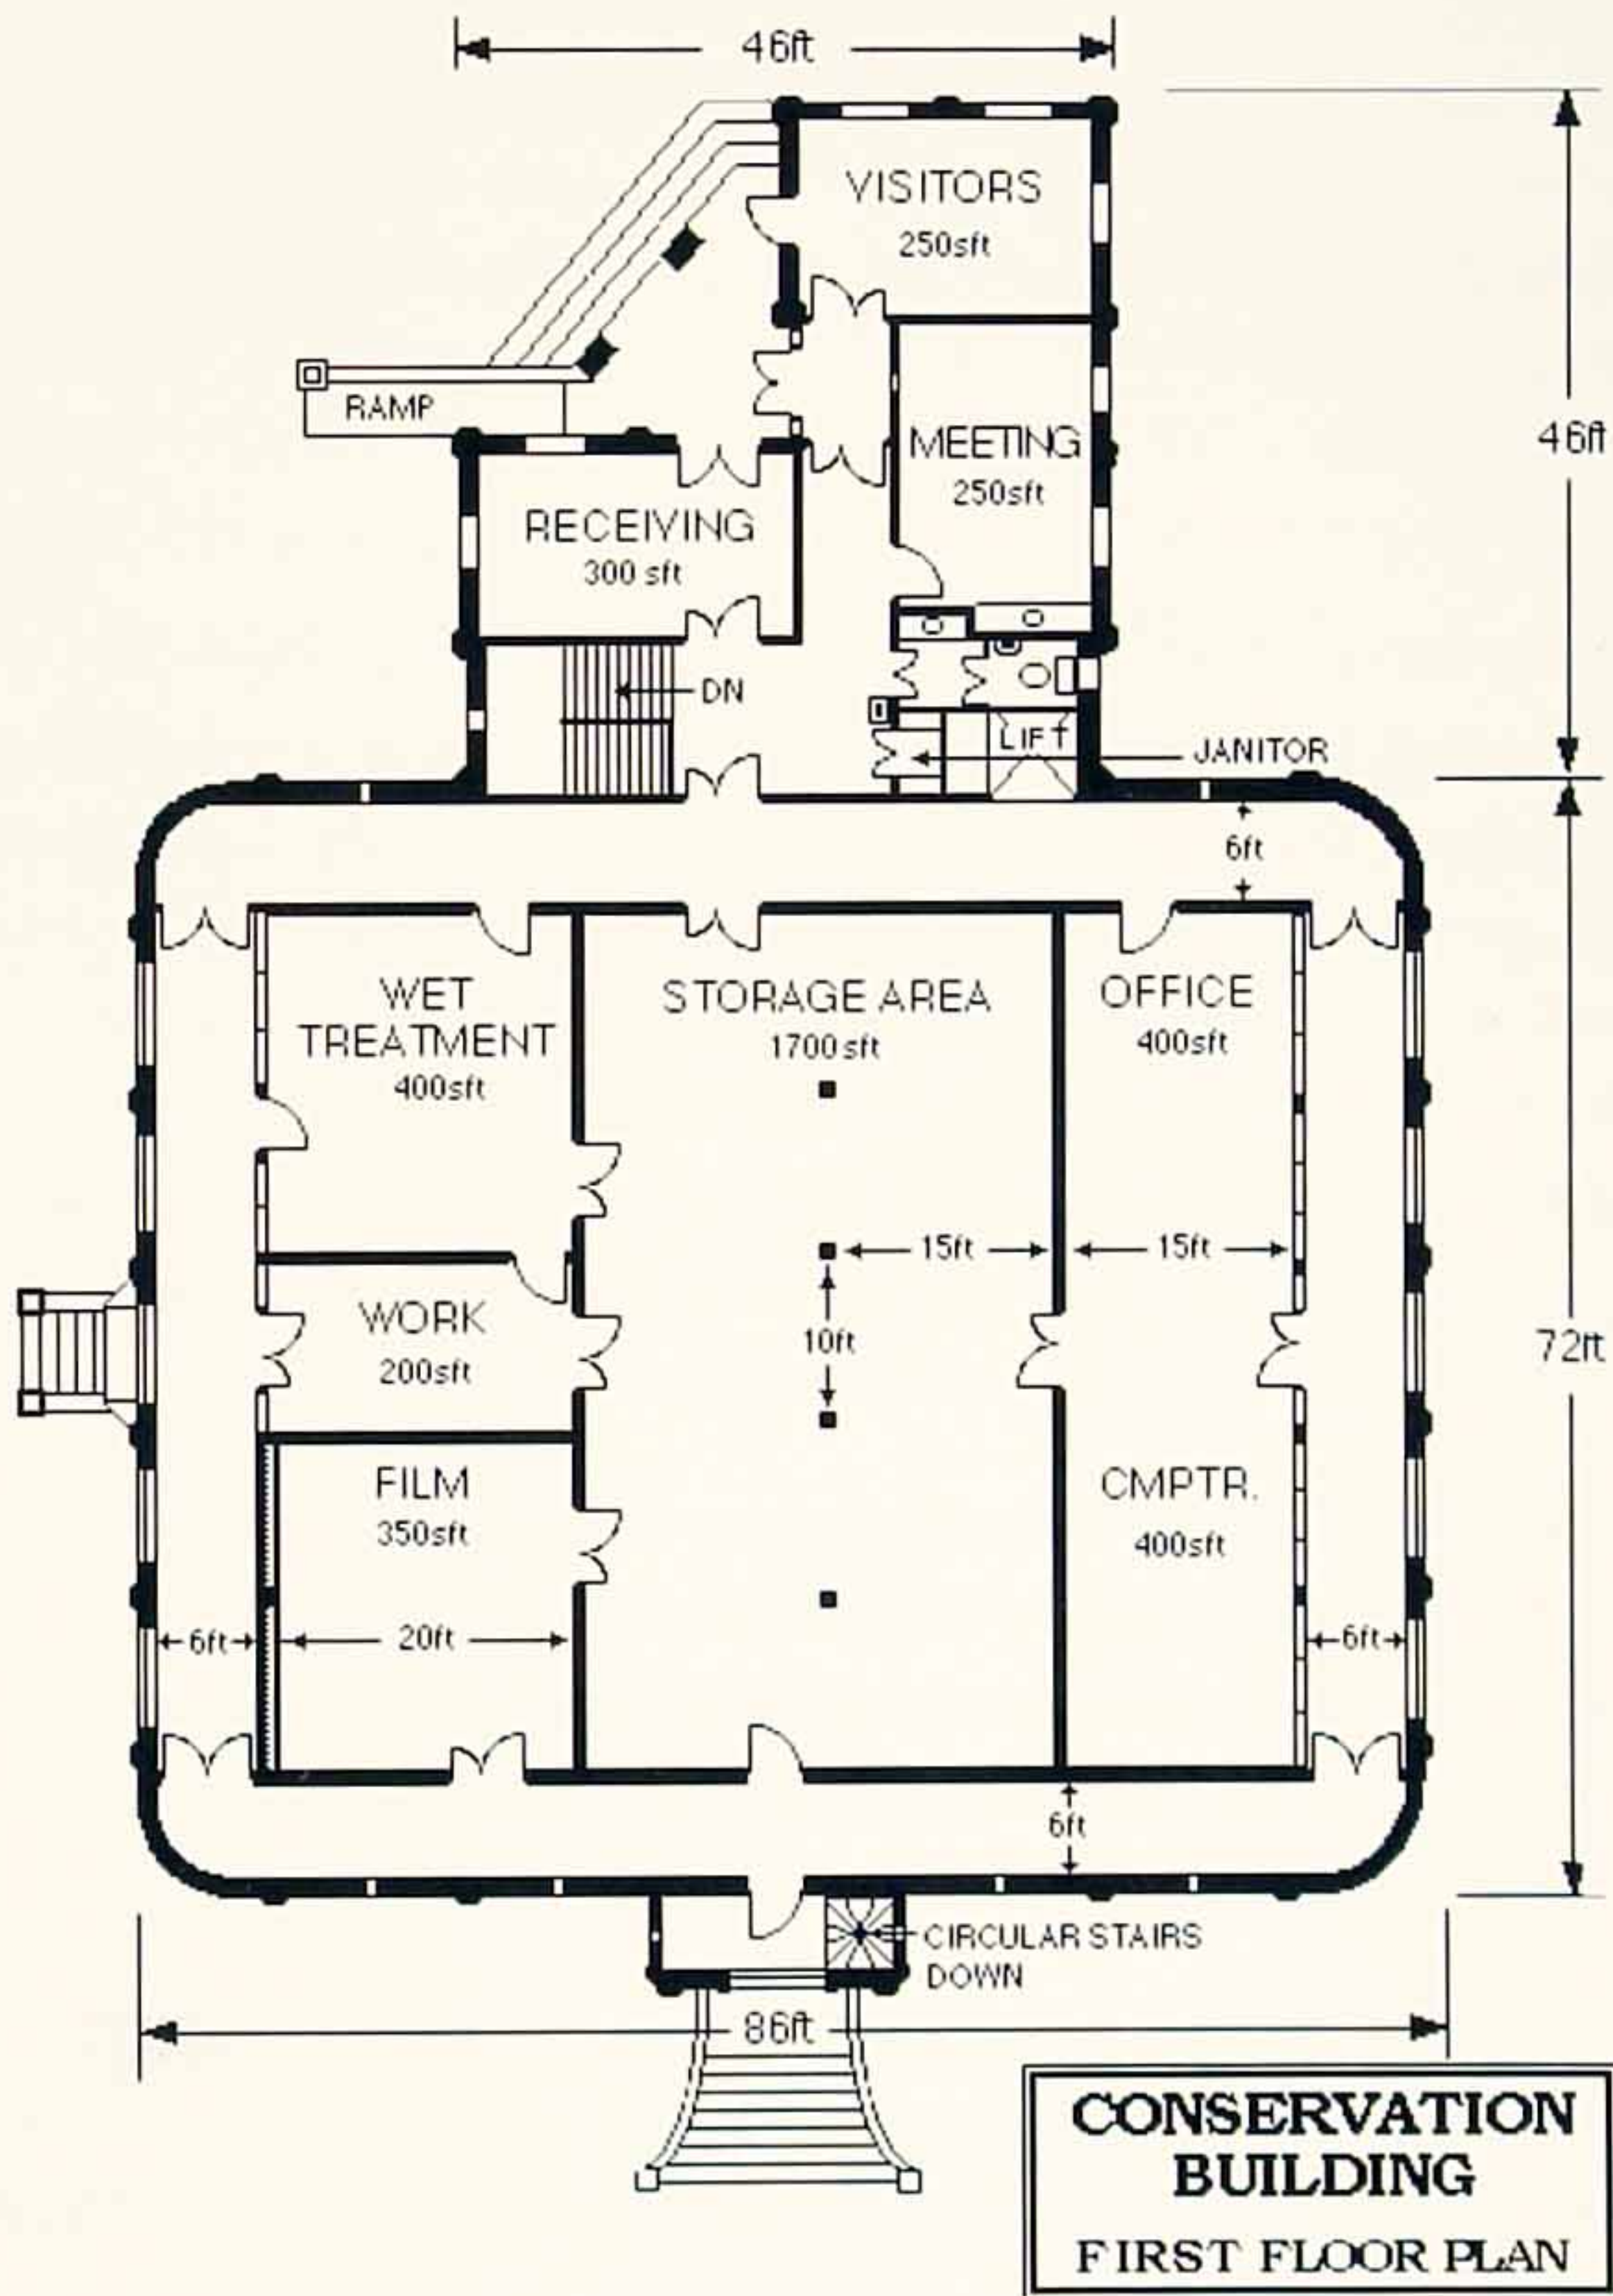 46ft
VISITORS
250sft
RAMP
MEETING
250sft
46ft
RECEIVING
300 sft
DN
LIFT
JANITOR
6ft
WET
TREATMENT
400sft
STORAGE AREA
1700sft
OFFICE
400sft
15ft
15ft
10ft
WORK
200sft
72ft
FILM
350sft
CMPTR.
400sft
6ft
20ft
6ft
6ft
CIRCULAR STAIRS
DOWN
86ft
CONSERVATION
BUILDING
FIRST FLOOR PLAN